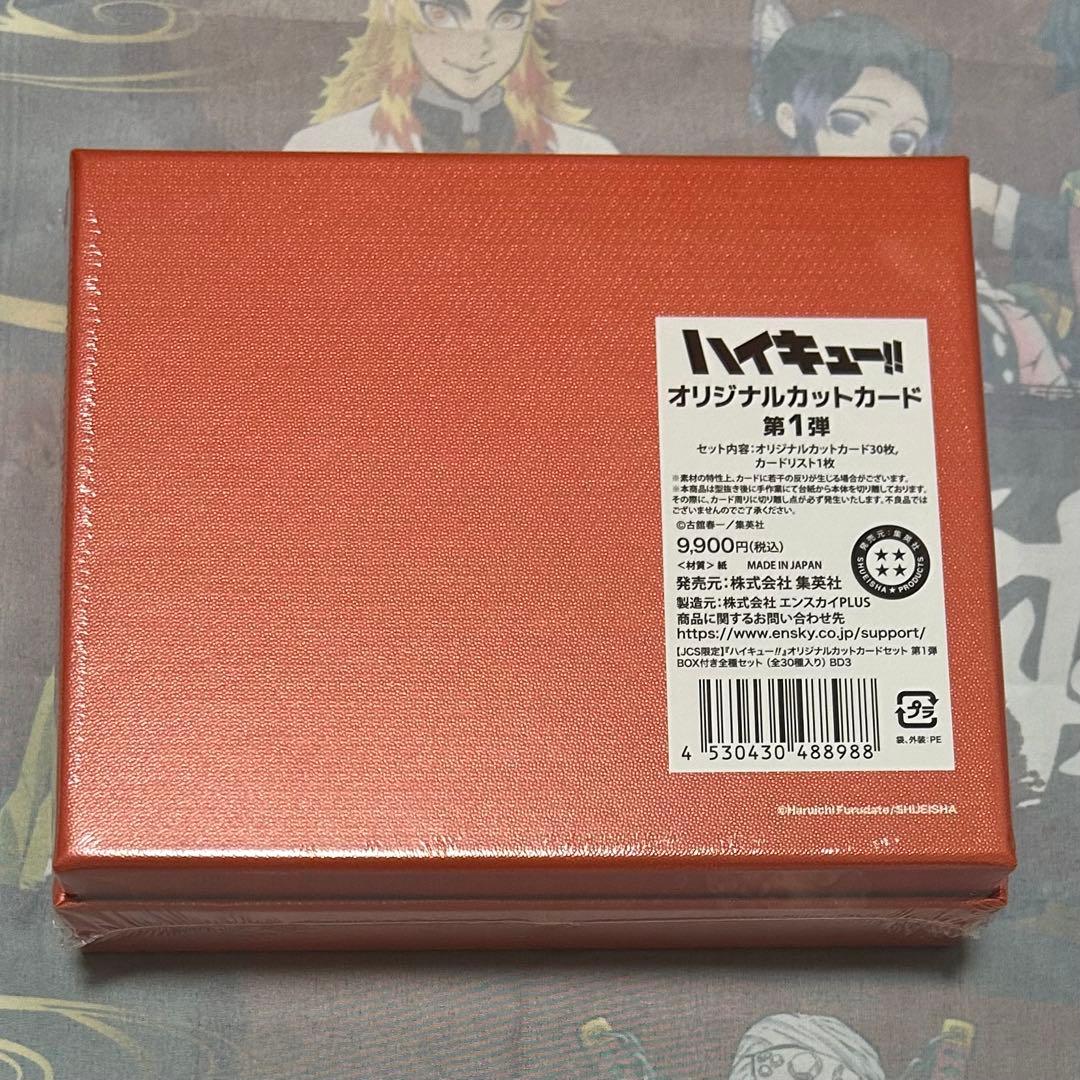 ハイキュー!!
オリジナルカットカード
第1弾
セット内容:オリジナルカットカード30枚,
カードリスト1枚
※素材の特性上、カードに若干の反りが生じる場合がございます。
※本商品は型抜き後に手作業にて台紙から本体を切り離しております。
その際に、カード周りに切り離し点が必ず発生いたします。不良品では
ございませんのでご了承ください。
©古舘春一/集英社
9,900円(税込)
<材質>紙 MADE IN JAPAN
発売元:株式会社 集英社
製造元:株式会社 エンスカイPLUS
商品に関するお問い合わせ先
https://www.ensky.co.jp/support/
【JCS限定】『ハイキュー!!』オリジナルカットカードセット 第1弾
BOX付き全種セット (全30種入り) BD3
発売元:集英社
SHUEISHA★PRODUCTS
プラ
袋、外装:PE
4 530430 488988
©Haruichi Furudate/SHUEISHA